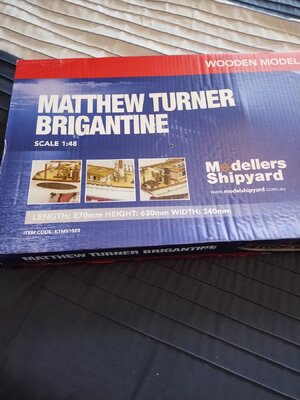 WOODEN MODEL
MATTHEW TURNER
BRIGANTINE
SCALE 1:48
Modellers
Shipyard
www.modelshipyard.com.au
LENGTH: 870mm HEIGHT: 630mm WIDTH: 340mm
ITEM CODE: KTMS1020
MATTHEW TURNER BRIGANTINE